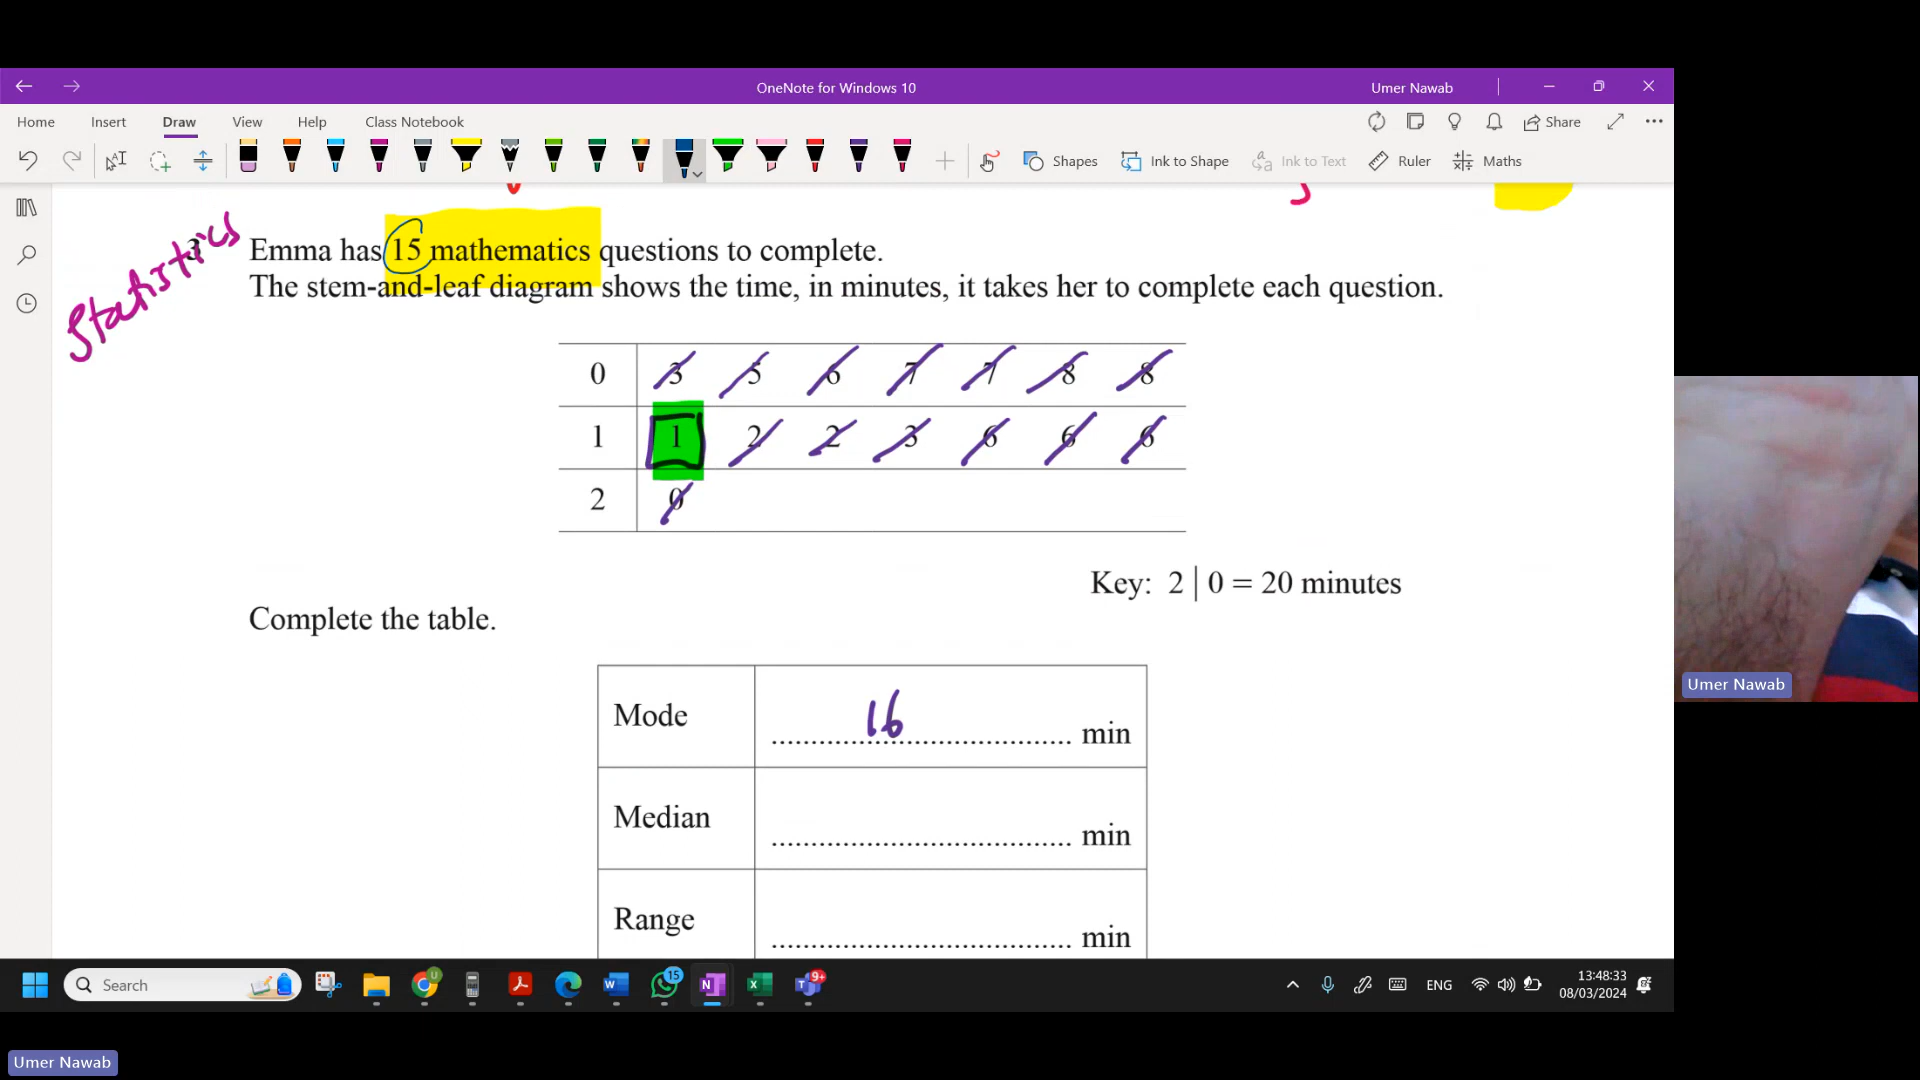 OneNote for Windows 10
Umer Nawab
Home Insert Draw View Help Class Notebook
Share
Shapes Ink to Shape Ink to Text Ruler Maths
Statistics
3 Emma has 15 mathematics questions to complete.
The stem-and-leaf diagram shows the time, in minutes, it takes her to complete each question.
0 3 5 6 7 7 8 8
1 1 2 2 3 6 6 6
2 0
Key: 2 | 0 = 20 minutes
Complete the table.
Mode 16 min
Median min
Range min
Umer Nawab
Search
U
15
9+
ENG
13:48:33
08/03/2024
Umer Nawab